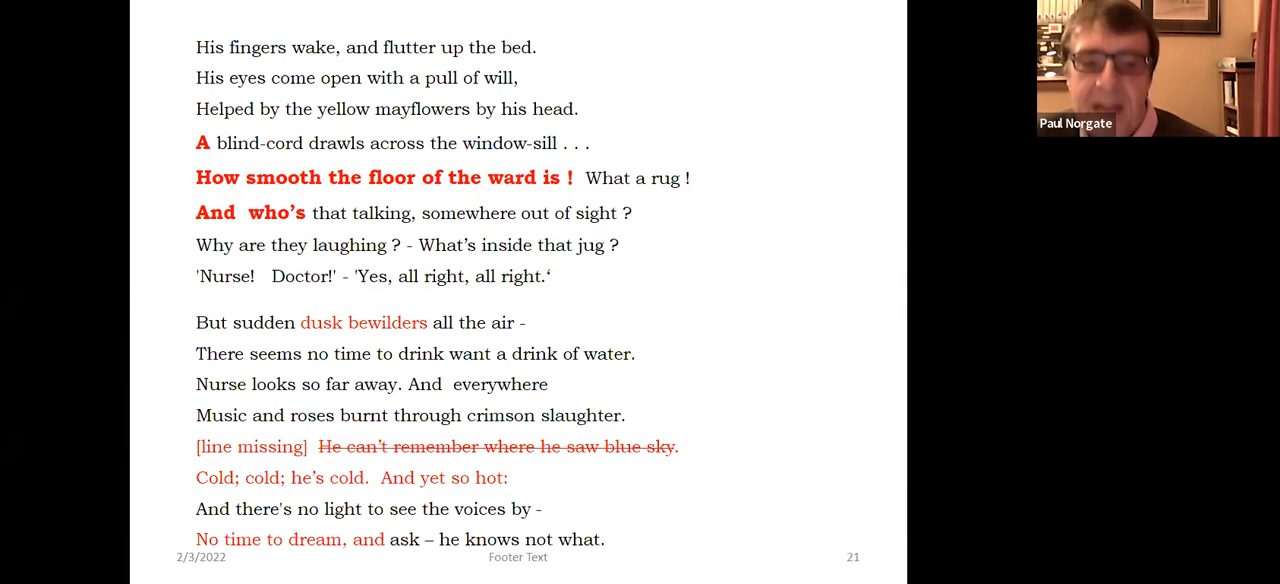 His fingers wake, and flutter up the bed.
His eyes come open with a pull of will,
Helped by the yellow mayflowers by his head.
A blind-cord drawls across the window-sill . . .
How smooth the floor of the ward is ! What a rug !
And who's that talking, somewhere out of sight ?
Why are they laughing ? - What's inside that jug ?
'Nurse! Doctor!' - 'Yes, all right, all right.‘
But sudden dusk bewilders all the air -
There seems no time to drink want a drink of water.
Nurse looks so far away. And everywhere
Music and roses burnt through crimson slaughter.
[line missing] He can't remember where he saw blue sky.
Cold; cold; he's cold. And yet so hot:
And there's no light to see the voices by -
No time to dream, and ask – he knows not what.
2/3/2022 Footer Text 21
Paul Norgate